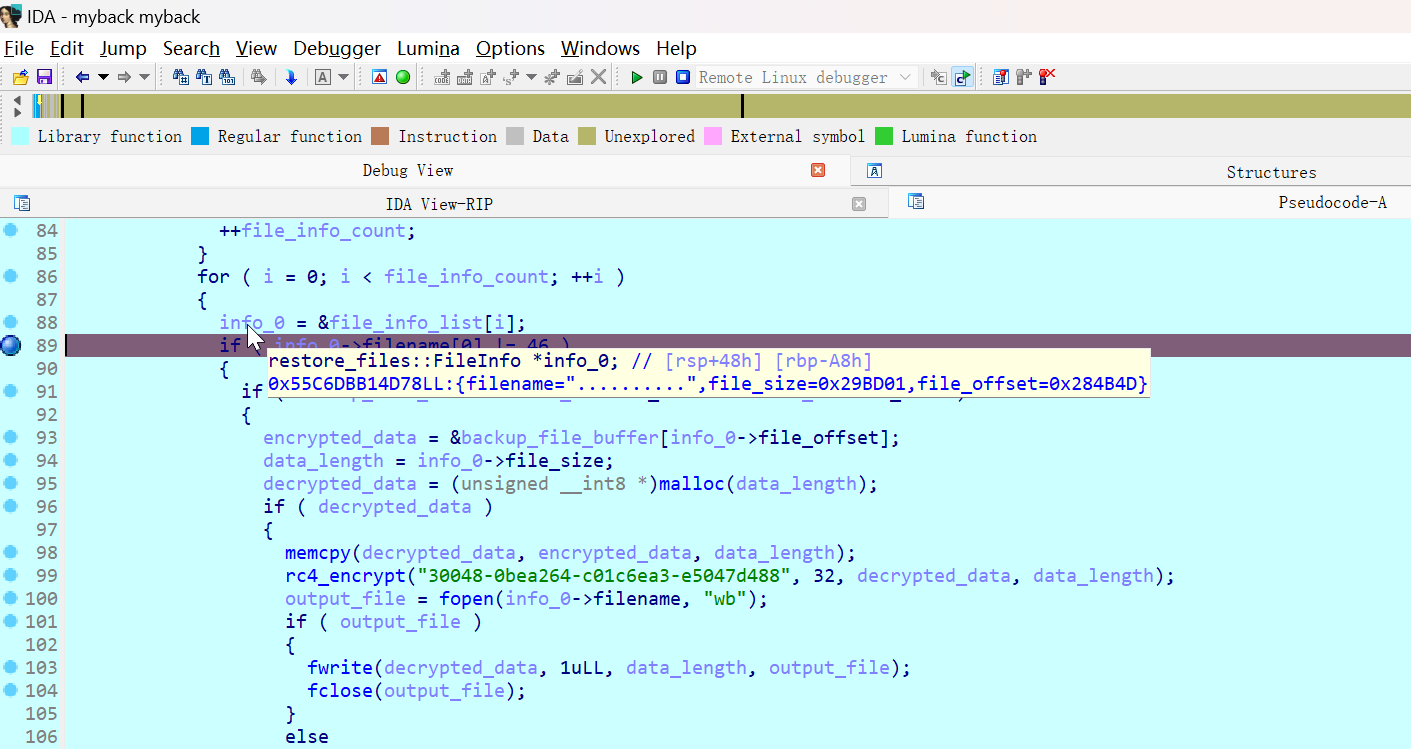 IDA - myback myback
File Edit Jump Search View Debugger Lumina Options Windows Help
Remote Linux debugger
Library function Regular function Instruction Data Unexplored External symbol Lumina function
Debug View Structures
IDA View-RIP Pseudocode-A
84 ++file_info_count;
85 }
86 for ( i = 0; i < file_info_count; ++i )
87 {
88 info_0 = &file_info_list[i];
89 if ( info_0->filename[0] != 46 )
restore_files::FileInfo *info_0; // [rsp+48h] [rbp-A8h]
90 {
0x55C6DBB14D78LL:{filename="..........",file_size=0x29BD01,file_offset=0x284B4D}
91 if
92 {
93 encrypted_data = &backup_file_buffer[info_0->file_offset];
94 data_length = info_0->file_size;
95 decrypted_data = (unsigned __int8 *)malloc(data_length);
96 if ( decrypted_data )
97 {
98 memcpy(decrypted_data, encrypted_data, data_length);
99 rc4_encrypt("30048-0bea264-c01c6ea3-e5047d488", 32, decrypted_data, data_length);
100 output_file = fopen(info_0->filename, "wb");
101 if ( output_file )
102 {
103 fwrite(decrypted_data, 1uLL, data_length, output_file);
104 fclose(output_file);
105 }
106 else